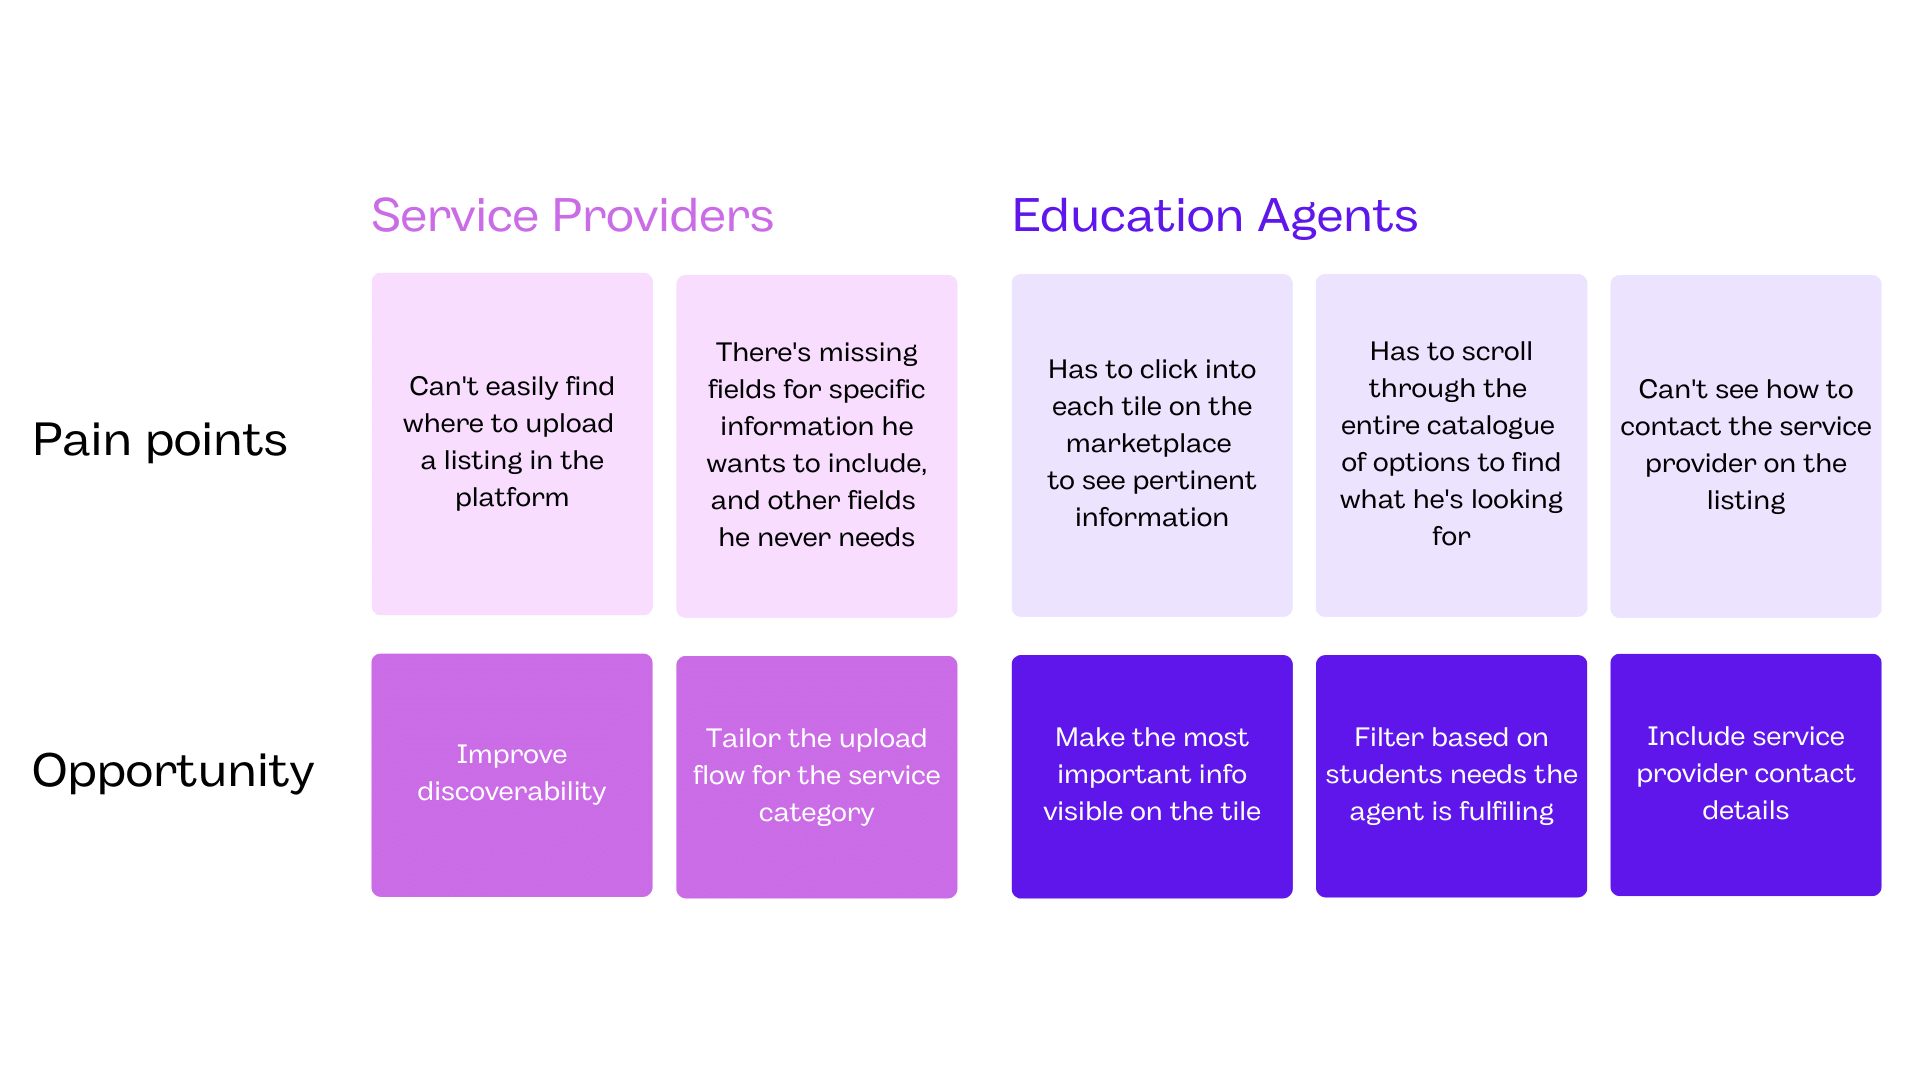 Service Providers
Education Agents
Pain points
Can't easily find
where to upload
a listing in the
platform
There's missing
fields for specific
information he
wants to include,
and other fields
he never needs
Has to click into
each tile on the
marketplace
to see pertinent
information
Has to scroll
through the
entire catalogue
of options to find
what he's looking
for
Can't see how to
contact the service
provider on the
listing
Opportunity
Improve
discoverability
Tailor the upload
flow for the service
category
Make the most
important info
visible on the tile
Filter based on
students needs the
agent is fulfiling
Include service
provider contact
details